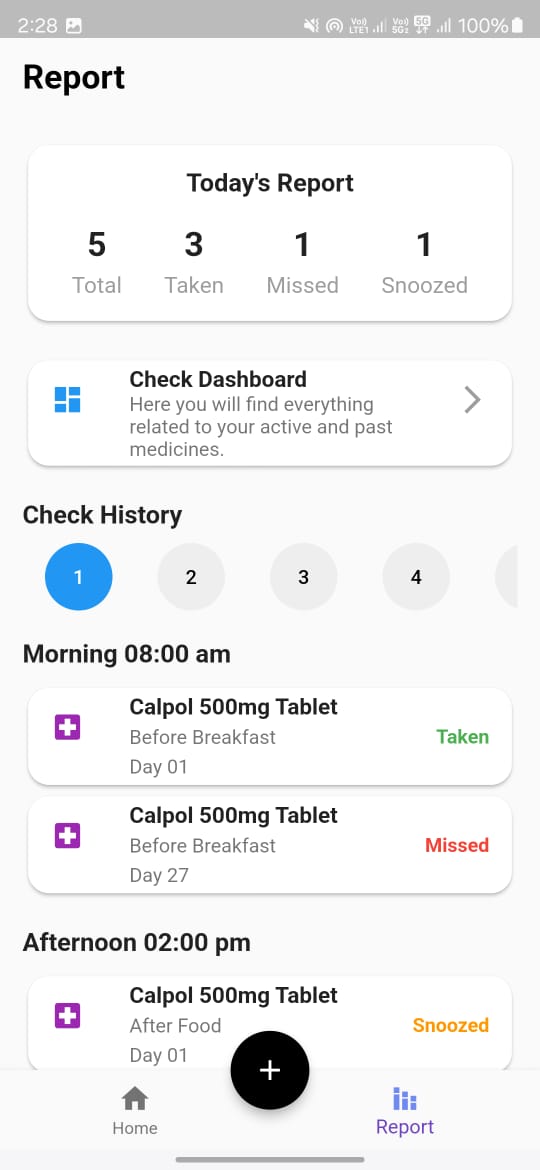 2:28 Vo)) LTE1 Vo)) 5G2 5G 100%
Report
Today's Report
5 3 1 1
Total Taken Missed Snoozed
Check Dashboard
Here you will find everything
related to your active and past
medicines.
Check History
1 2 3 4
Morning 08:00 am
Calpol 500mg Tablet
Before Breakfast
Taken
Day 01
Calpol 500mg Tablet
Before Breakfast
Missed
Day 27
Afternoon 02:00 pm
Calpol 500mg Tablet
After Food
Snoozed
Day 01
+
Home Report